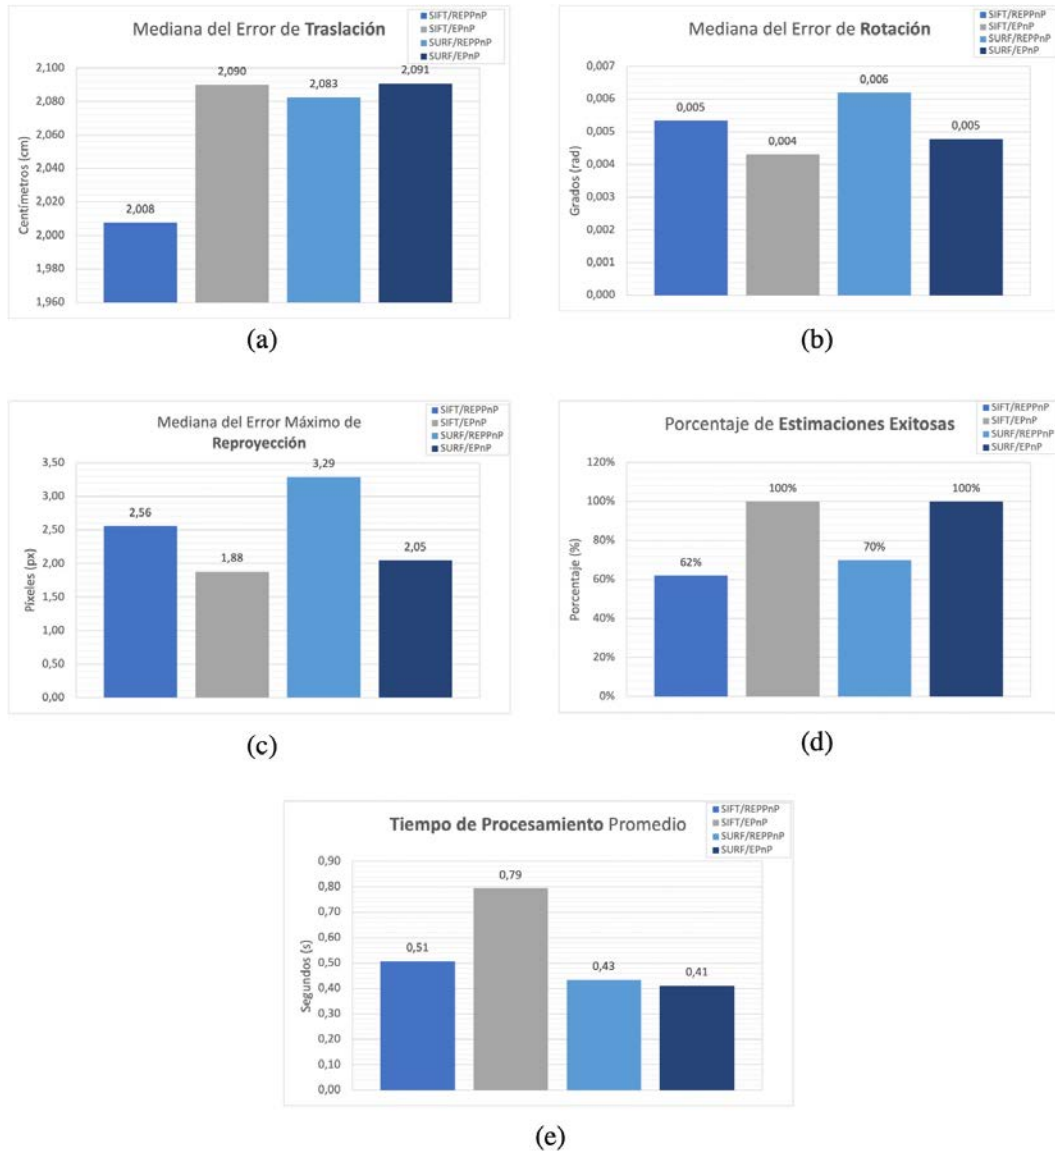 Mediana del Error de Traslación
SIFT/REPPnP
SIFT/EPnP
SURF/REPPnP
SURF/EPnP
Centímetros (cm)
2,100
2,080
2,060
2,040
2,020
2,000
1,980
1,960
2,008
2,090
2,083
2,091
(a)
Mediana del Error de Rotación
SIFT/REPPnP
SIFT/EPnP
SURF/REPPnP
SURF/EPnP
Grados (rad)
0,007
0,006
0,005
0,004
0,003
0,002
0,001
0,000
0,005
0,004
0,006
0,005
(b)
Mediana del Error Máximo de
Reproyección
SIFT/REPPnP
SIFT/EPnP
SURF/REPPnP
SURF/EPnP
Píxeles (px)
3,50
3,00
2,50
2,00
1,50
1,00
0,50
0,00
2,56
1,88
3,29
2,05
(c)
Porcentaje de Estimaciones Exitosas
SIFT/REPPnP
SIFT/EPnP
SURF/REPPnP
SURF/EPnP
Porcentaje (%)
120%
100%
80%
60%
40%
20%
0%
62%
100%
70%
100%
(d)
Tiempo de Procesamiento Promedio
SIFT/REPPnP
SIFT/EPnP
SURF/REPPnP
SURF/EPnP
Segundos (s)
0,90
0,80
0,70
0,60
0,50
0,40
0,30
0,20
0,10
0,00
0,51
0,79
0,43
0,41
(e)